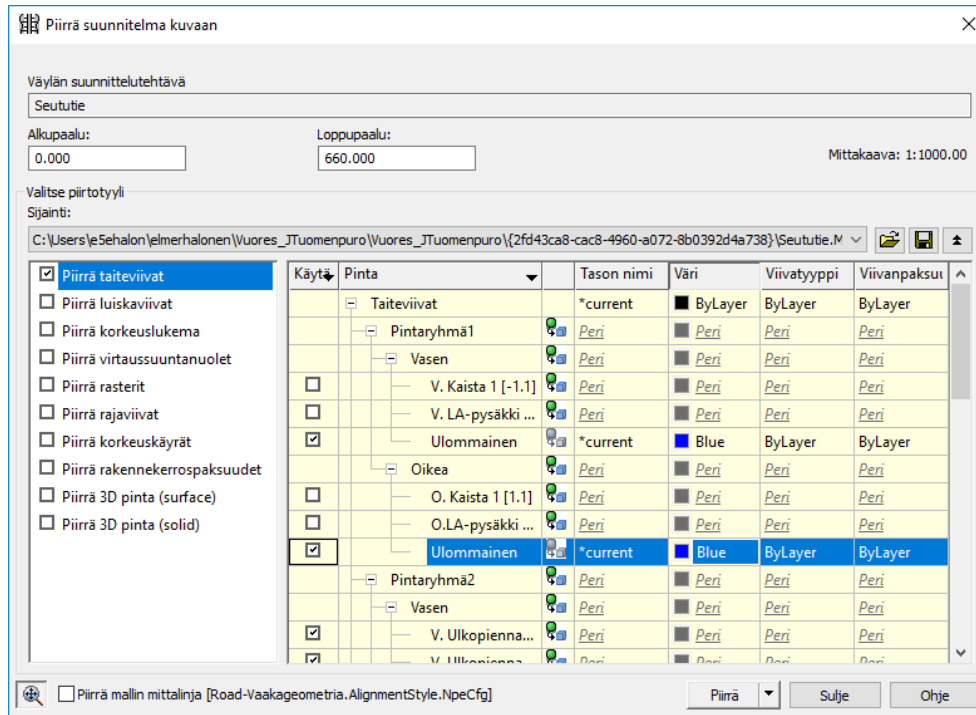 Piirrä suunnitelma kuvaan
Väylän suunnittelutehtävä
Seututie
Alkupaalu: Loppupaalu:
0.000 660.000 Mittakaava: 1:1000.00
Valitse piirtotyyli
Sijainti:
C:\Users\e5ehalon\elmerhalonen\Vuores_JTuomenpuro\Vuores_JTuomenpuro\{2fd43ca8-cac8-4960-a072-8b0392d4a738}\Seututie.M
Piirrä taiteviivat
Piirrä luiskaviivat
Piirrä korkeuslukema
Piirrä virtaussuuntanuolet
Piirrä rasterit
Piirrä rajaviivat
Piirrä korkeuskäyrät
Piirrä rakennekerrospaksuudet
Piirrä 3D pinta (surface)
Piirrä 3D pinta (solid)
Käytä Pinta Tason nimi Väri Viivatyyppi Viivanpaksuu
Taiteviivat *current ByLayer ByLayer ByLayer
Pintaryhmä1 Peri Peri Peri Peri
Vasen Peri Peri Peri Peri
V. Kaista 1 [-1.1] Peri Peri Peri Peri
V. LA-pysäkki ... Peri Peri Peri Peri
Ulommainen *current Blue ByLayer ByLayer
Oikea Peri Peri Peri Peri
O. Kaista 1 [1.1] Peri Peri Peri Peri
O.LA-pysäkki ... Peri Peri Peri Peri
Ulommainen *current Blue ByLayer ByLayer
Pintaryhmä2 Peri Peri Peri Peri
Vasen Peri Peri Peri Peri
V. Ulkopienna... Peri Peri Peri Peri
V. Ulkopienna... Peri Peri Peri Peri
Piirrä mallin mittalinja [Road-Vaakageometria.AlignmentStyle.NpeCfg] Piirrä Sulje Ohje